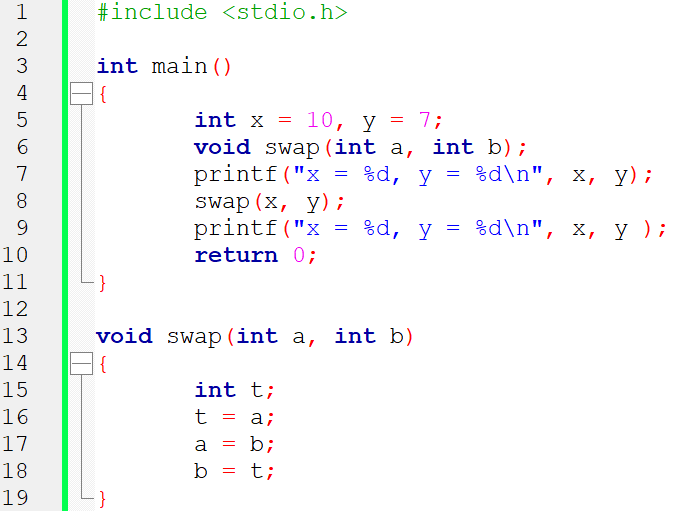 1 #include <stdio.h>
2
3 int main()
4 {
5 int x = 10, y = 7;
6 void swap(int a, int b);
7 printf("x = %d, y = %d\n", x, y);
8 swap(x, y);
9 printf("x = %d, y = %d\n", x, y );
10 return 0;
11 }
12
13 void swap(int a, int b)
14 {
15 int t;
16 t = a;
17 a = b;
18 b = t;
19 }